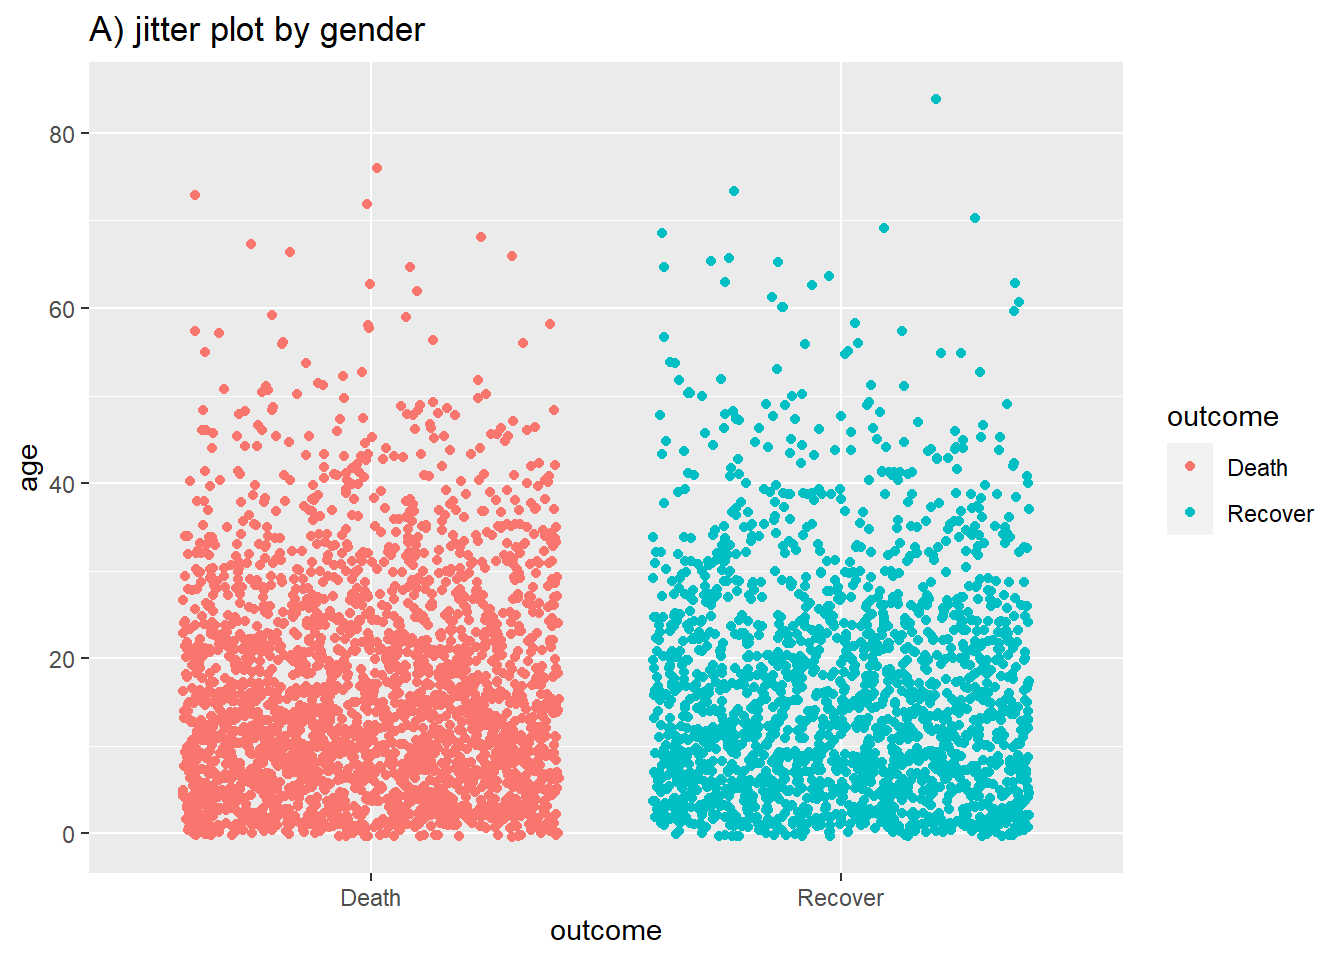 A) jitter plot by gender
age
80
60
40
20
0
Death
Recover
outcome
outcome
Death
Recover